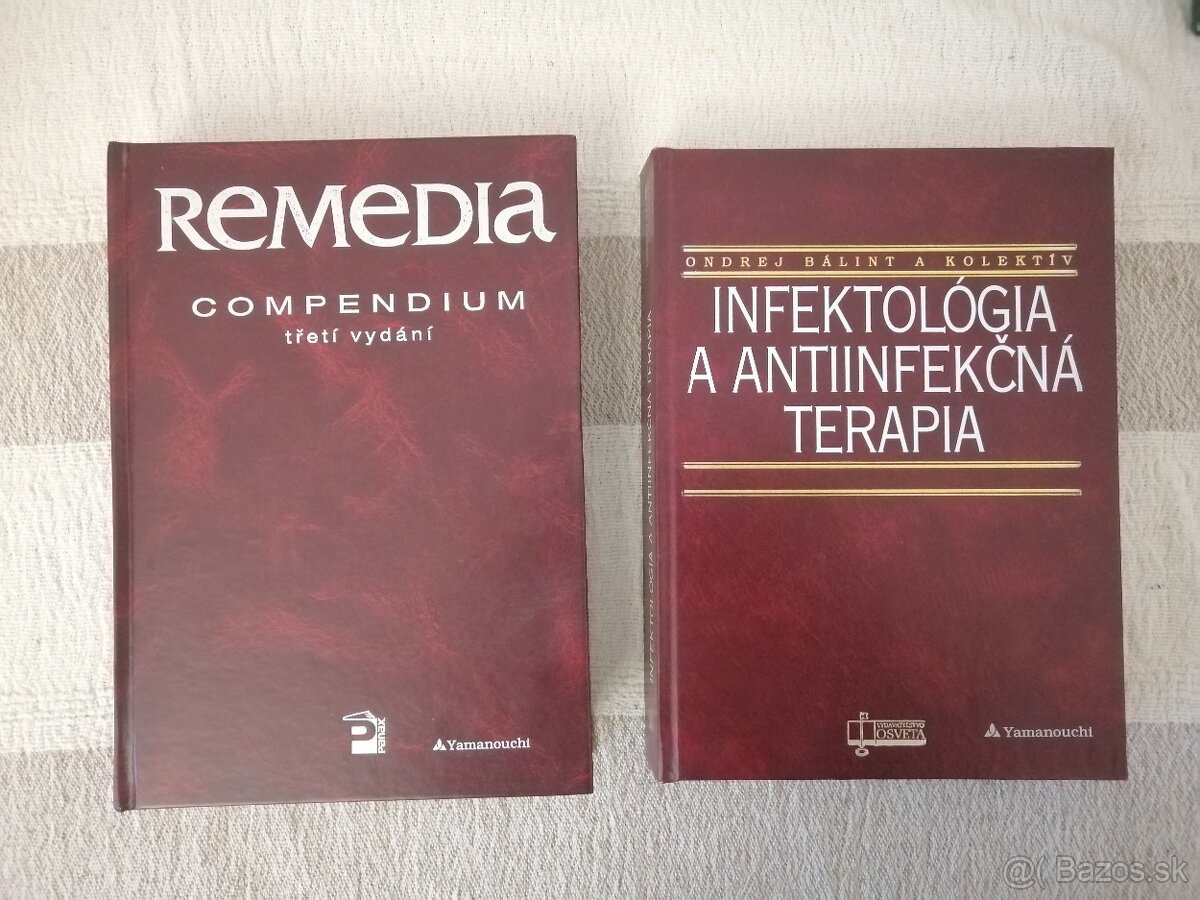 REMEDIA
COMPENDIUM
třetí vydání
Panax
Yamanouchi
ONDREJ BÁLINT A KOLEKTÍV
INFEKTOLÓGIA
A ANTIINFEKČNÁ
TERAPIA
INFEKTOLÓGIA A ANTIINFEKČNÁ TERAPIA
VYDAVATEĽSTVO
OSVETA
Yamanouchi
@( Bazos.sk